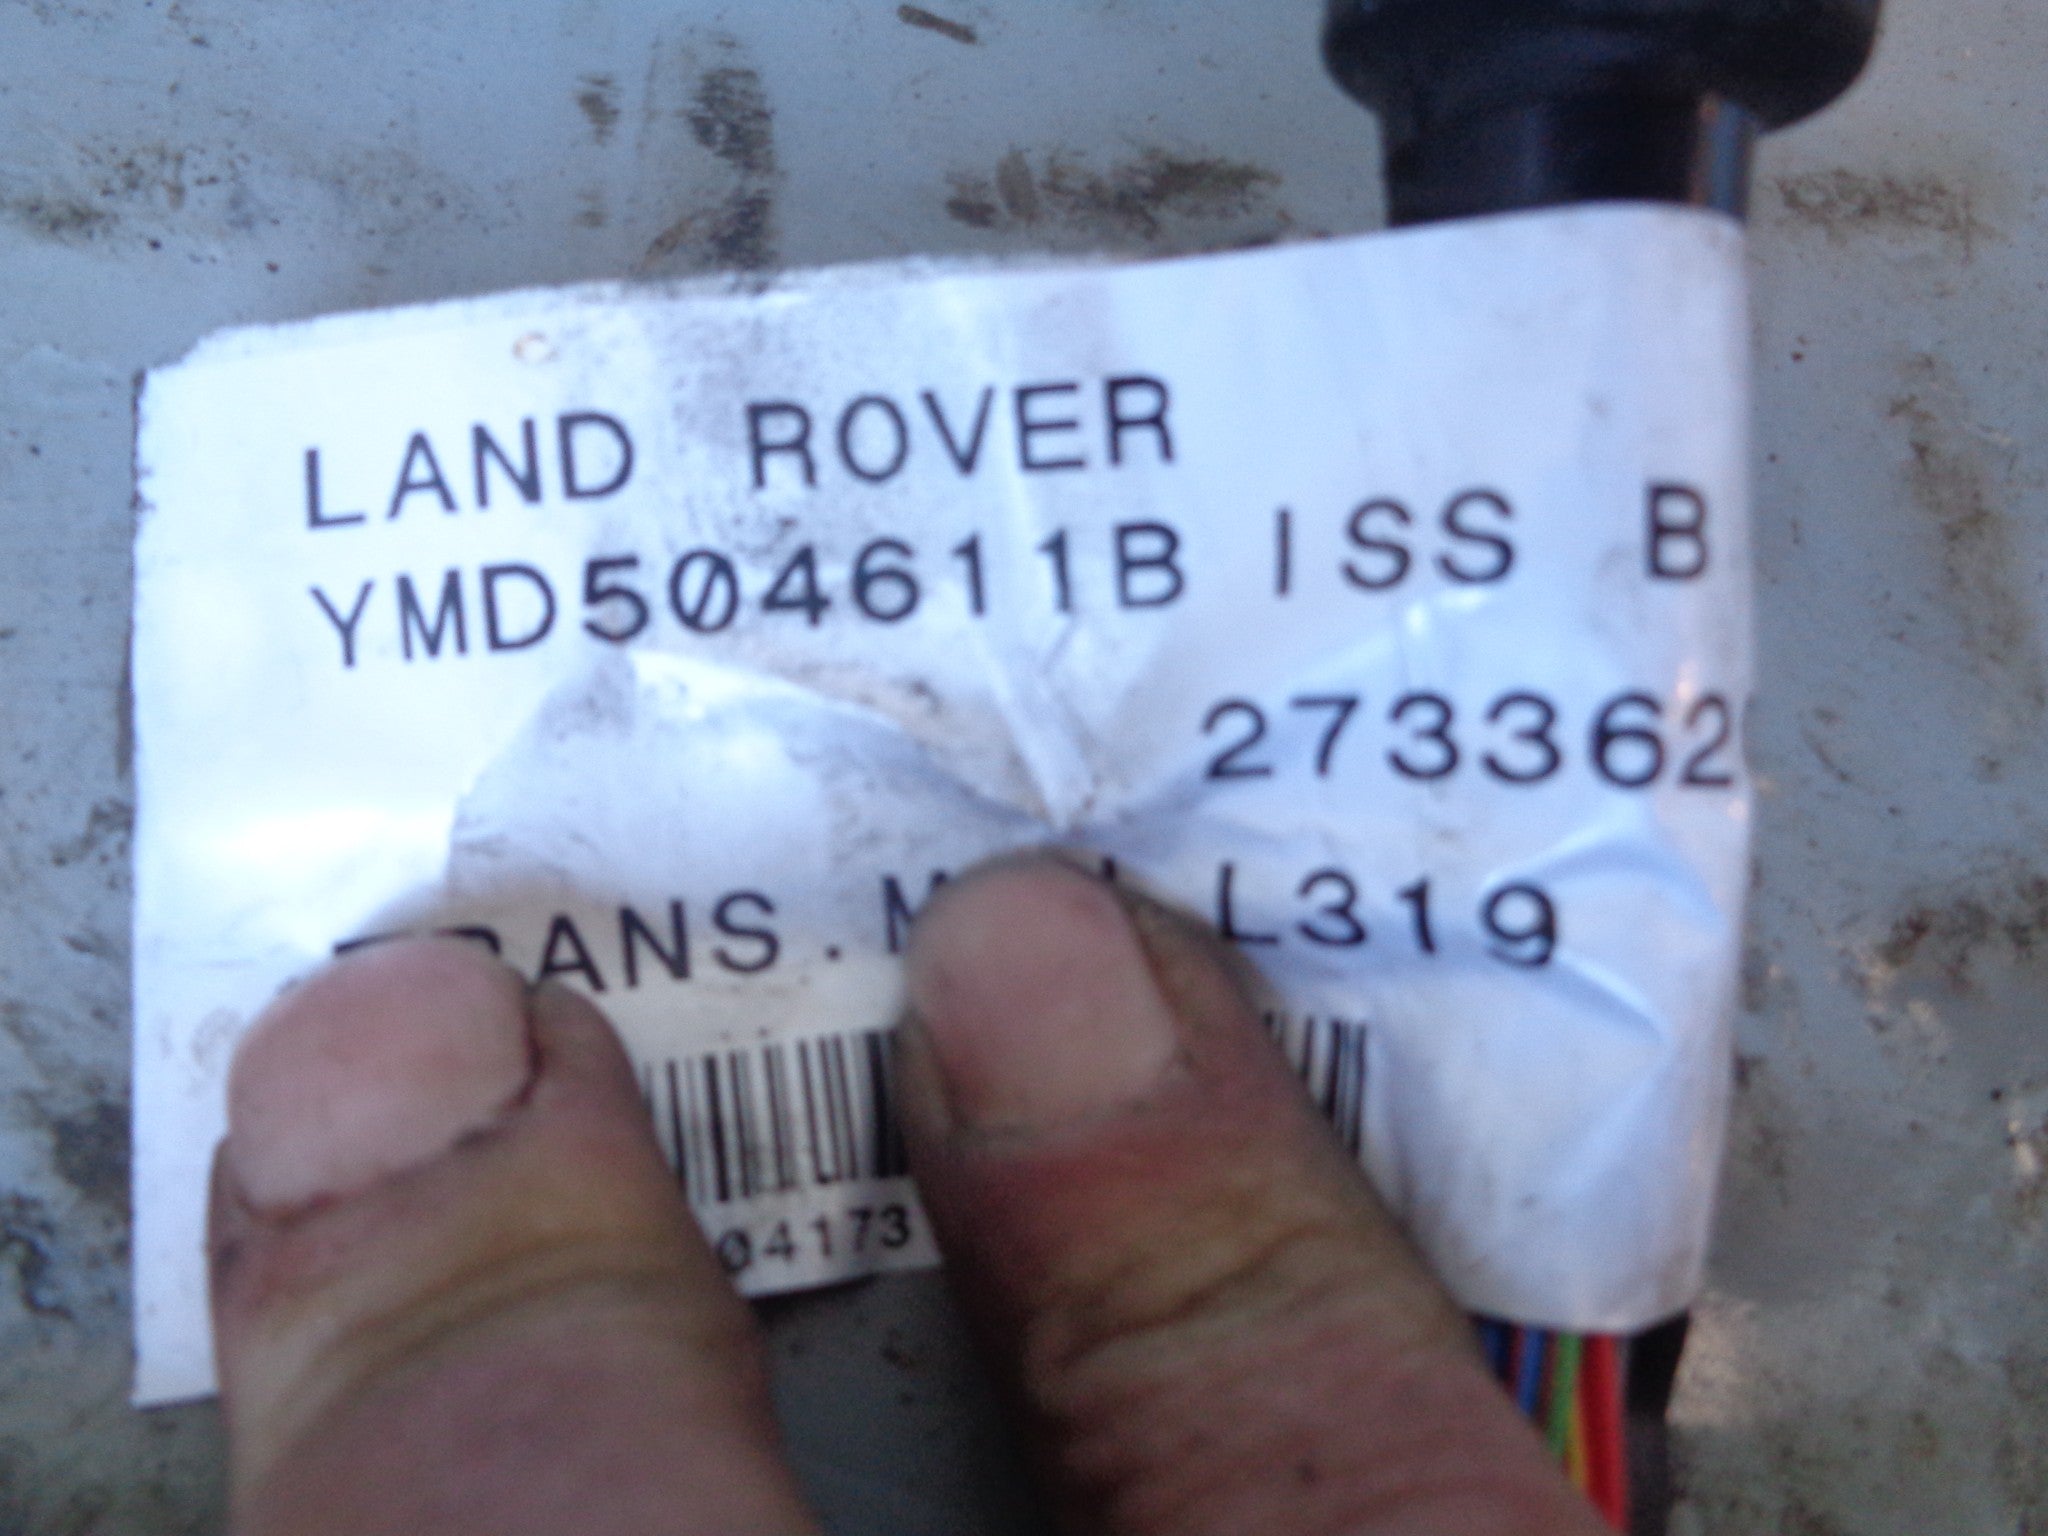 LAND ROVER
YMD504611B ISS B
273362
L319
04173